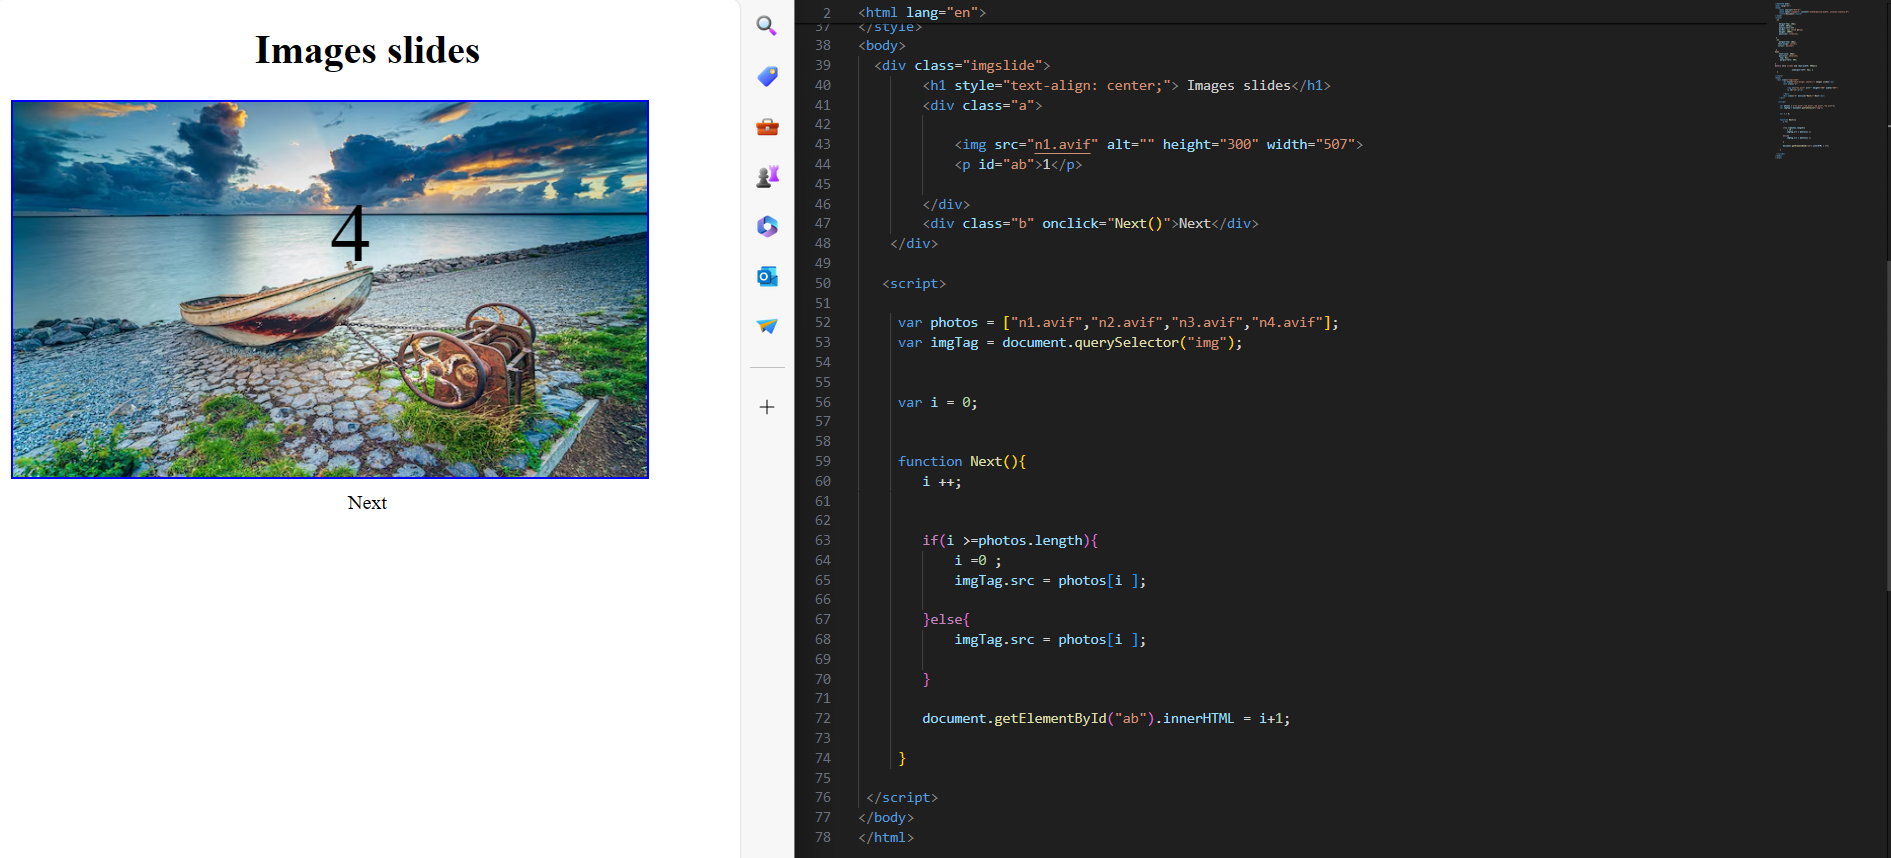 Images slides
4
Next
2 <html lang="en">
37 </style>
38 <body>
39 <div class="imgslide">
40 <h1 style="text-align: center;"> Images slides</h1>
41 <div class="a">
42
43 <img src="n1.avif" alt="" height="300" width="507">
44 <p id="ab">1</p>
45
46 </div>
47 <div class="b" onclick="Next()">Next</div>
48 </div>
49
50 <script>
51
52 var photos = ["n1.avif","n2.avif","n3.avif","n4.avif"];
53 var imgTag = document.querySelector("img");
54
55
56 var i = 0;
57
58
59 function Next(){
60 i ++;
61
62
63 if(i >=photos.length){
64 i =0 ;
65 imgTag.src = photos[i ];
66
67 }else{
68 imgTag.src = photos[i ];
69
70 }
71
72 document.getElementById("ab").innerHTML = i+1;
73
74 }
75
76 </script>
77 </body>
78 </html>